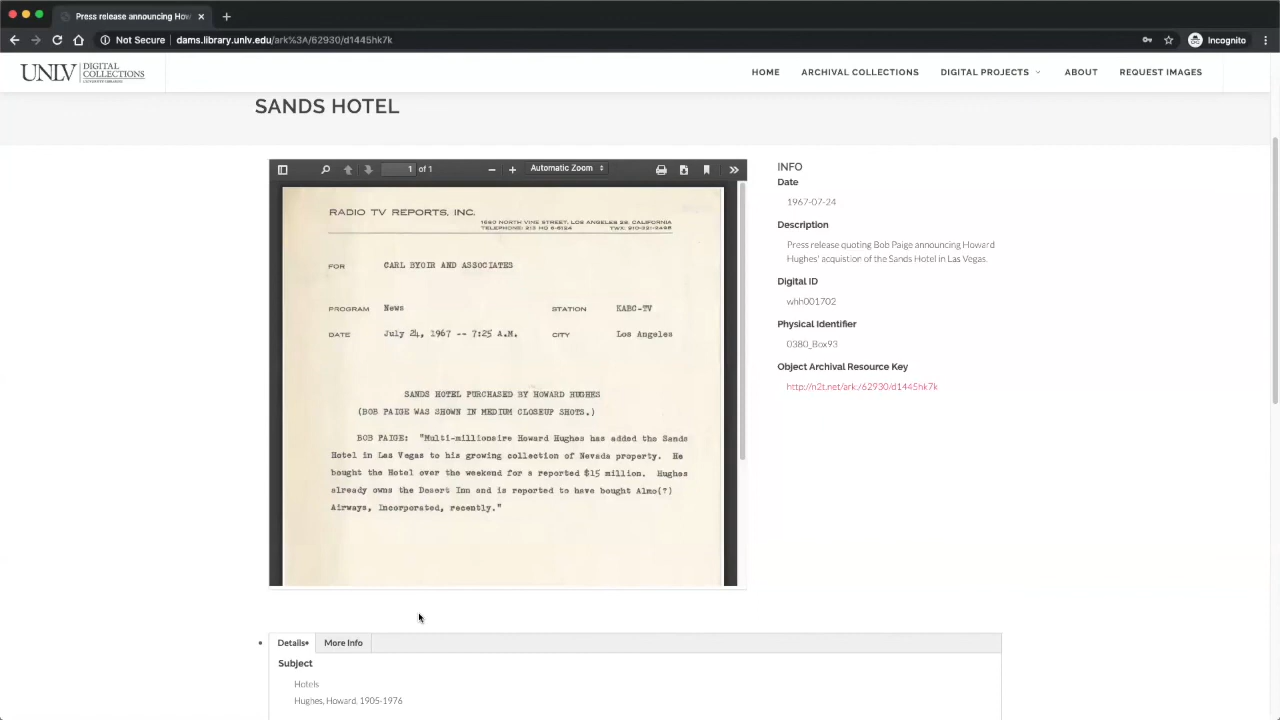 Press release announcing How
Not Secure
dams.library.unlv.edu/ark%3A/62930/d1445hk7k
Incognito
UNLV DIGITAL COLLECTIONS
UNIVERSITY LIBRARIES
HOME
ARCHIVAL COLLECTIONS
DIGITAL PROJECTS
ABOUT
REQUEST IMAGES
SANDS HOTEL
1 of 1
Automatic Zoom
RADIO TV REPORTS, INC.
LOS ANGELES 28, CALIFORNIA
FOR CARL BYOIR AND ASSOCIATES
PROGRAM News STATION KABC-TV
DATE July 24, 1967 -- 7:25 A.M. CITY Los Angeles
SANDS HOTEL PURCHASED BY HOWARD HUGHES
(BOB PAIGE WAS SHOWN IN MEDIUM CLOSEUP SHOTS.)
BOB PAIGE: "Multi-millionaire Howard Hughes has added the Sands
Hotel in Las Vegas to his growing collection of Nevada property. He
bought the Hotel over the weekend for a reported $15 million. Hughes
already owns the Desert Inn and is reported to have bought Almo(?)
Airways, Incorporated, recently."
INFO
Date
1967-07-24
Description
Press release quoting Bob Paige announcing Howard
Hughes' acquistion of the Sands Hotel in Las Vegas.
Digital ID
whh001702
Physical Identifier
0380_Box93
Object Archival Resource Key
http://n2t.net/ark:/62930/d1445hk7k
Details
More Info
Subject
Hotels
Hughes, Howard, 1905-1976